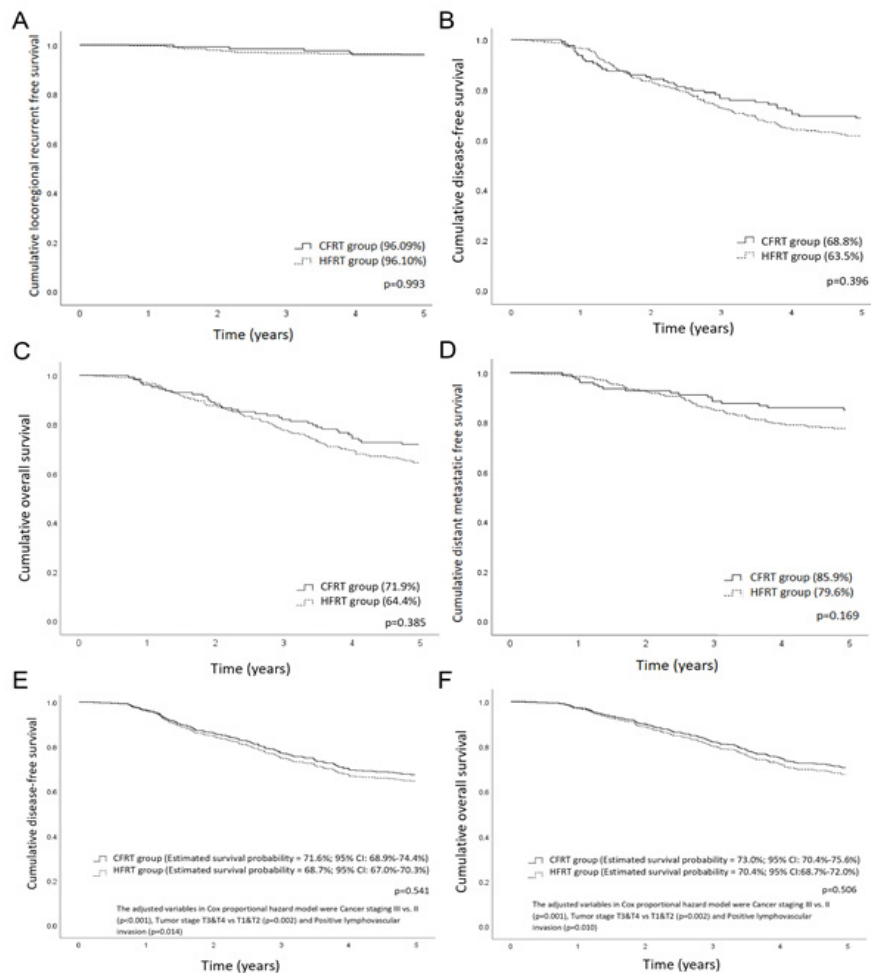 A
Cumulative locoregional recurrent free survival
1.0
0.8
0.6
0.4
0.2
0.0
CFRT group (96.09%)
HFRT group (96.10%)
p=0.993
0 1 2 3 4 5
Time (years)
B
Cumulative disease-free survival
1.0
0.8
0.6
0.4
0.2
0.0
CFRT group (68.8%)
HFRT group (63.5%)
p=0.396
0 1 2 3 4 5
Time (years)
C
Cumulative overall survival
1.0
0.8
0.6
0.4
0.2
0.0
CFRT group (71.9%)
HFRT group (64.4%)
p=0.385
0 1 2 3 4 5
Time (years)
D
Cumulative distant metastatic free survival
1.0
0.8
0.6
0.4
0.2
0.0
CFRT group (85.9%)
HFRT group (79.6%)
p=0.169
0 1 2 3 4 5
Time (years)
E
Cumulative disease-free survival
1.0
0.8
0.6
0.4
0.2
0.0
CFRT group (Estimated survival probability = 71.6%; 95% CI: 68.9%-74.4%)
HFRT group (Estimated survival probability = 68.7%; 95% CI: 67.0%-70.3%)
p=0.541
The adjusted variables in Cox proportional hazard model were Cancer staging III vs. II
(p<0.001), Tumor stage T3&T4 vs T1&T2 (p=0.002) and Positive lymphovascular
invasion (p=0.014)
0 1 2 3 4 5
Time (years)
F
Cumulative overall survival
1.0
0.8
0.6
0.4
0.2
0.0
CFRT group (Estimated survival probability = 73.0%; 95% CI: 70.4%-75.6%)
HFRT group (Estimated survival probability = 70.4%; 95% CI:68.7%-72.0%)
p=0.506
The adjusted variables in Cox proportional hazard model were Cancer staging III vs. II
(p=0.001), Tumor stage T3&T4 vs T1&T2 (p=0.002) and Positive lymphovascular
invasion (p=0.010)
0 1 2 3 4 5
Time (years)